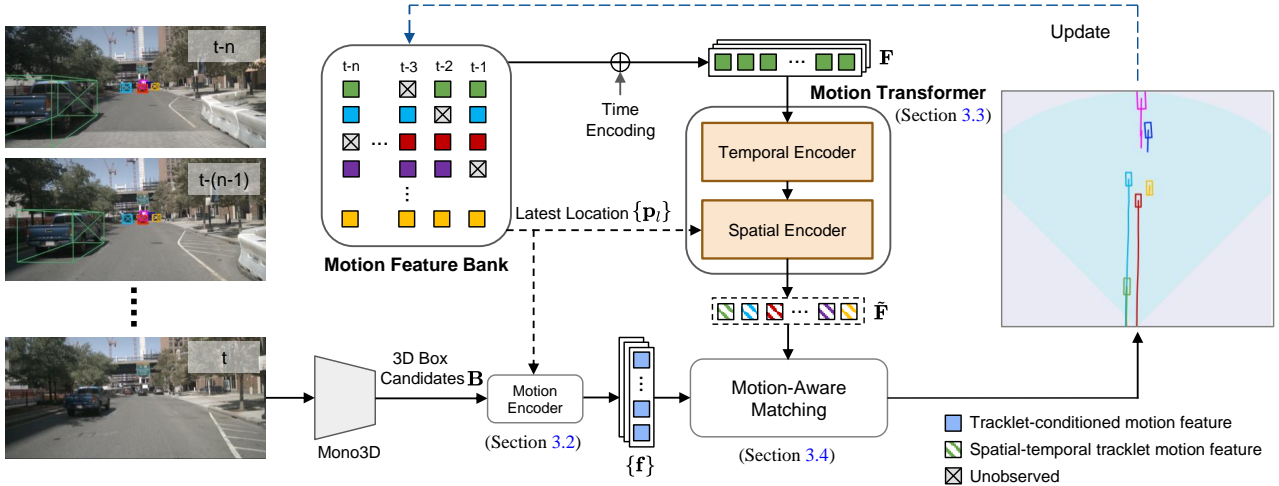 t-n
t-(n-1)
t
t-n t-3 t-2 t-1
...
Motion Feature Bank
Time
Encoding
F
Motion Transformer
(Section 3.3)
Temporal Encoder
Spatial Encoder
Latest Location {p_l}
F̃
Update
3D Box
Candidates B
Mono3D
Motion
Encoder
(Section 3.2)
{f}
Motion-Aware
Matching
(Section 3.4)
Tracklet-conditioned motion feature
Spatial-temporal tracklet motion feature
Unobserved